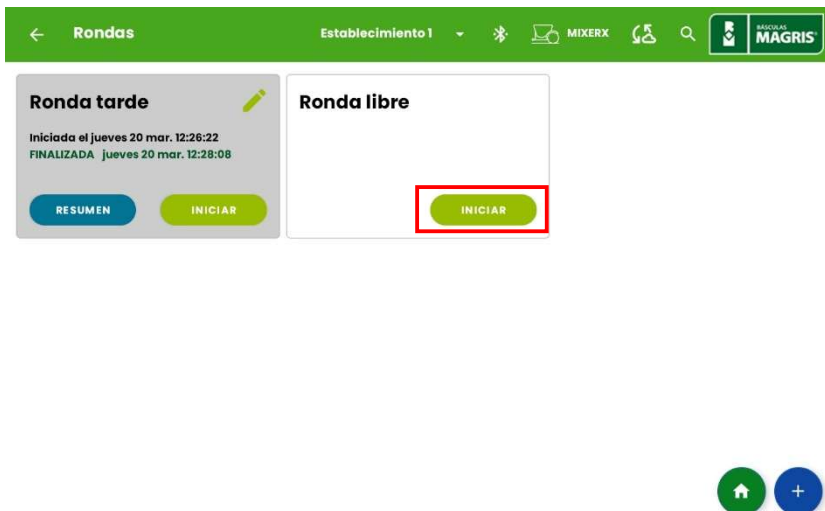 Rondas
Establecimiento 1
MIXERX
BÁSCULAS
MAGRIS
Ronda tarde
Iniciada el jueves 20 mar. 12:26:22
FINALIZADA jueves 20 mar. 12:28:08
RESUMEN
INICIAR
Ronda libre
INICIAR